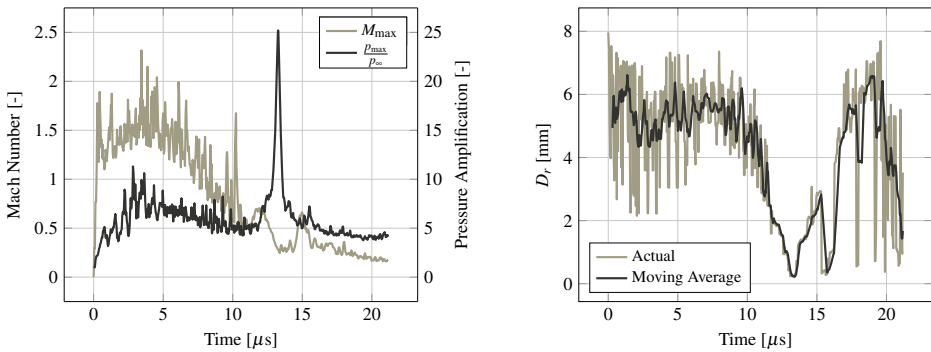 2.5
2
1.5
1
0.5
0
25
20
15
10
5
0
0 5 10 15 20
Mach Number [-]
Pressure Amplification [-]
Time [μs]
M_max
p_max/p_∞
8
6
4
2
0
0 5 10 15 20
D_r [mm]
Time [μs]
Actual
Moving Average